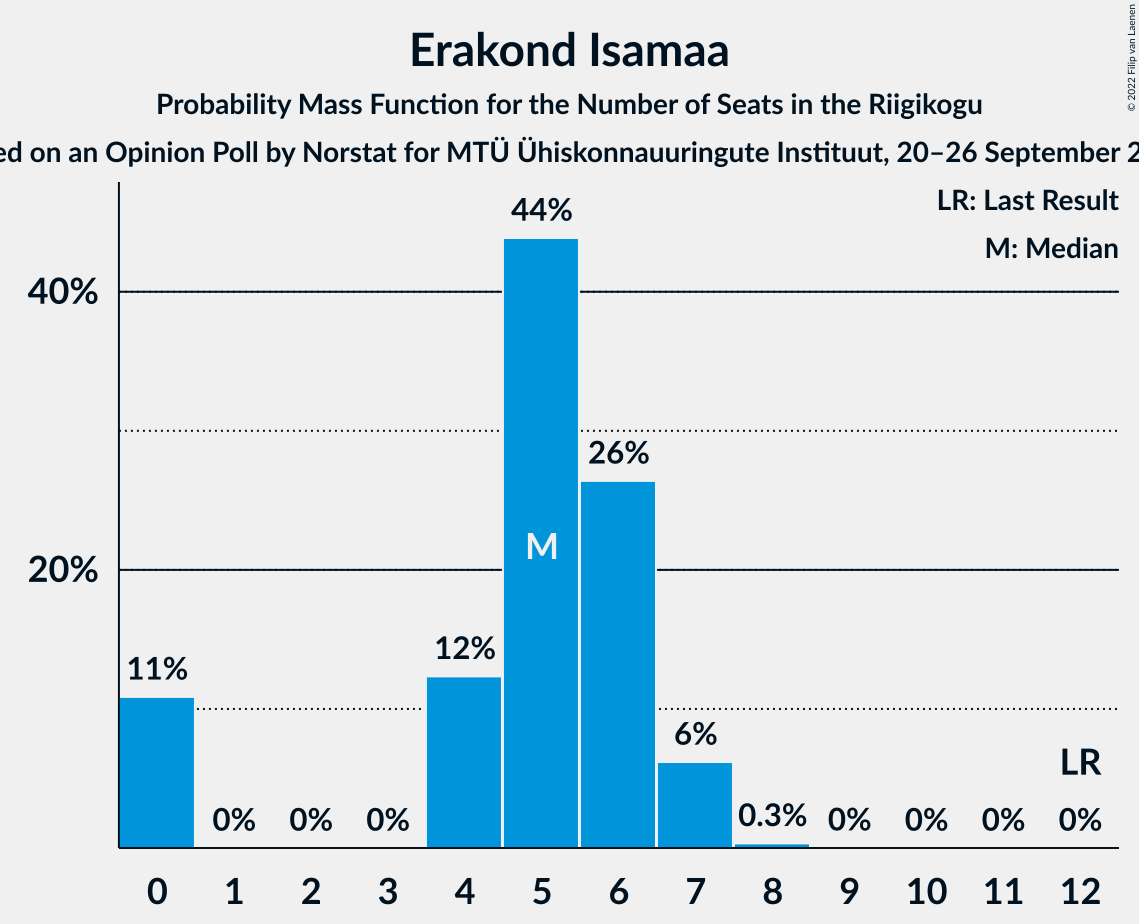 Erakond Isamaa
Probability Mass Function for the Number of Seats in the Riigikogu
ed on an Opinion Poll by Norstat for MTÜ Ühiskonnauuringute Instituut, 20–26 September 2
© 2022 Filip van Laenen
LR: Last Result
M: Median
44%
40%
26%
M
20%
12%
11%
6%
LR
0% 0% 0% 0.3% 0% 0% 0% 0%
0 1 2 3 4 5 6 7 8 9 10 11 12